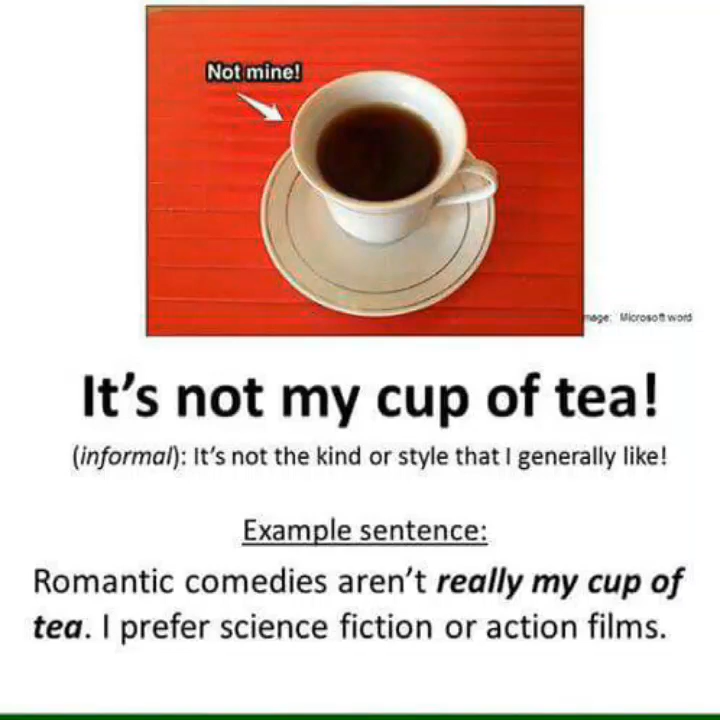 Not mine!
mage: Microsoft word
It's not my cup of tea!
(informal): It's not the kind or style that I generally like!
Example sentence:
Romantic comedies aren't really my cup of
tea. I prefer science fiction or action films.